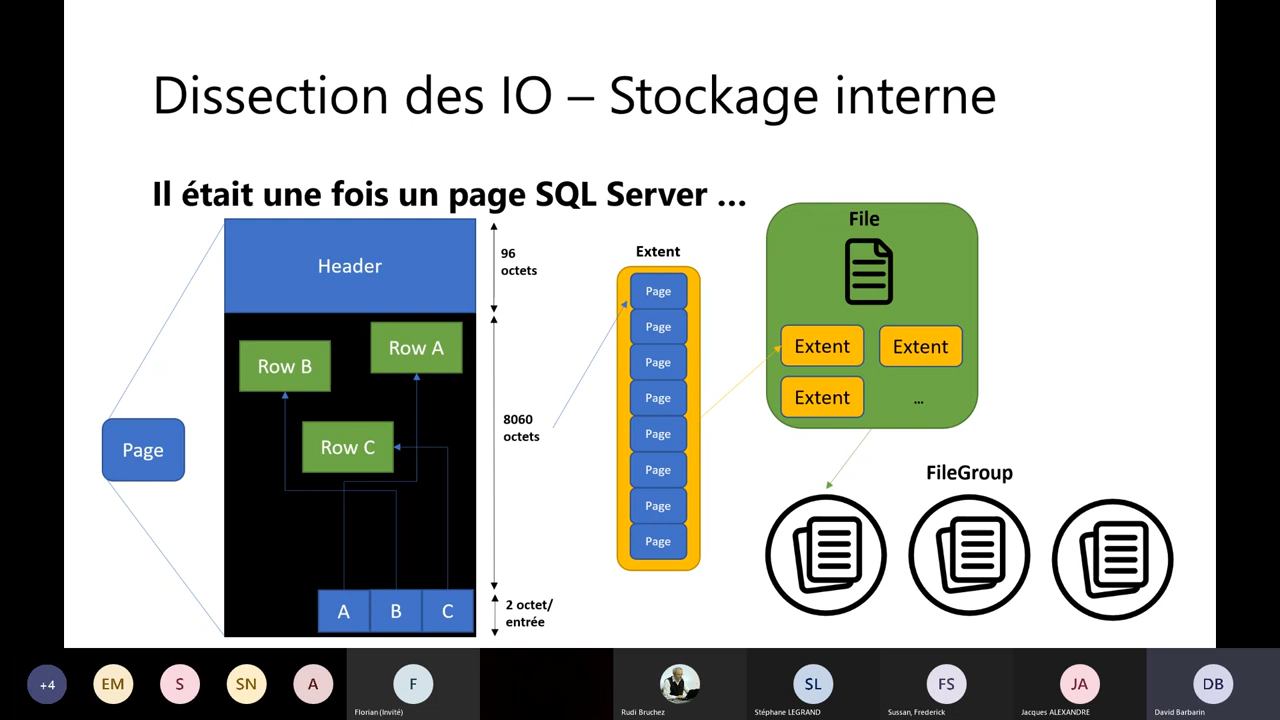 Dissection des IO – Stockage interne
Il était une fois un page SQL Server ...
Header
96
octets
Row A
Row B
Row C
8060
octets
Page
A
B
C
2 octet/
entrée
Extent
Page
Page
Page
Page
Page
Page
Page
Page
File
Extent
Extent
Extent
...
FileGroup
+4
EM
S
SN
A
F
Florian (Invité)
Rudi Bruchez
SL
Stéphane LEGRAND
FS
Sussan, Frederick
JA
Jacques ALEXANDRE
DB
David Barbarin